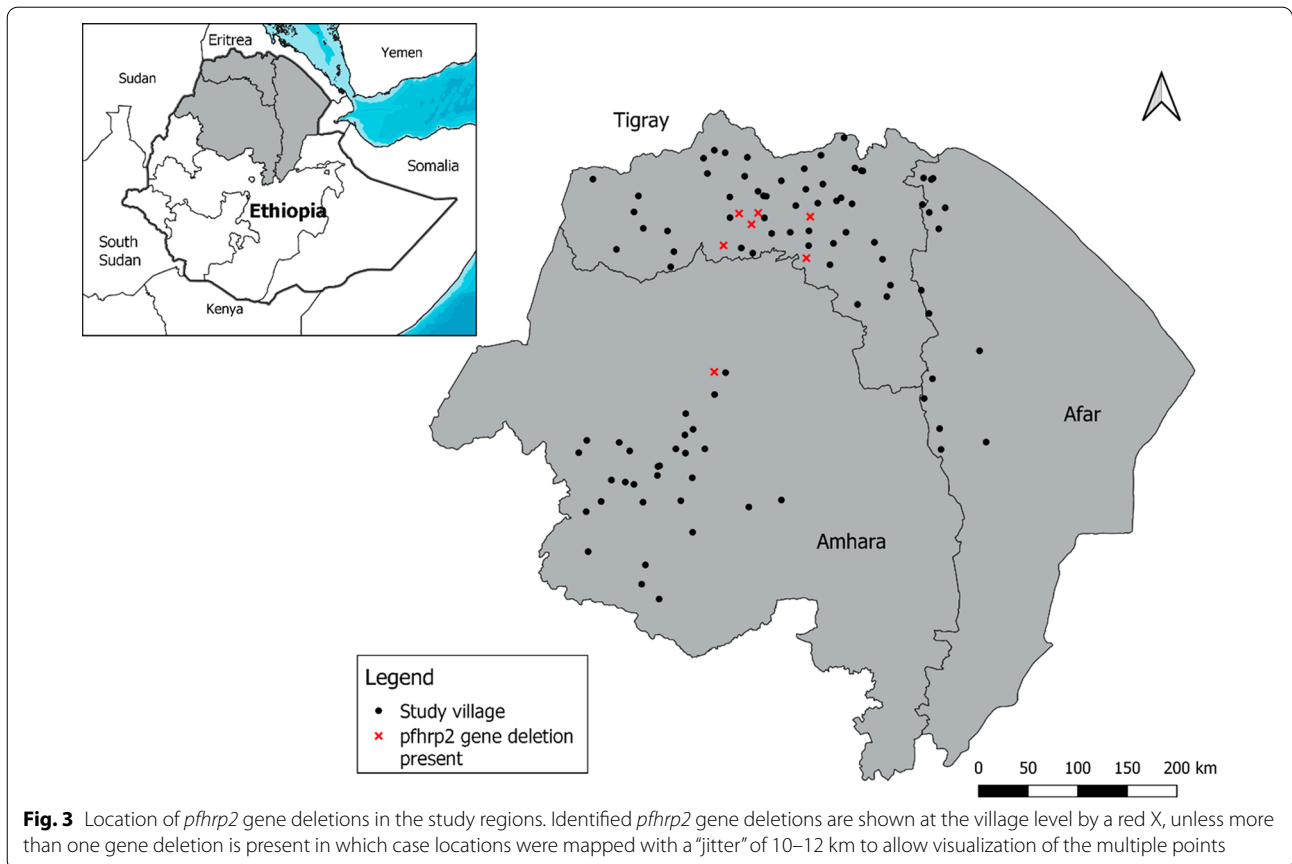 Eritrea
Yemen
Sudan
Somalia
Ethiopia
South
Sudan
Kenya
Tigray
Afar
Amhara
Legend
Study village
pfhrp2 gene deletion
present
0 50 100 150 200 km
Fig. 3 Location of pfhrp2 gene deletions in the study regions. Identified pfhrp2 gene deletions are shown at the village level by a red X, unless more
than one gene deletion is present in which case locations were mapped with a "jitter" of 10–12 km to allow visualization of the multiple points